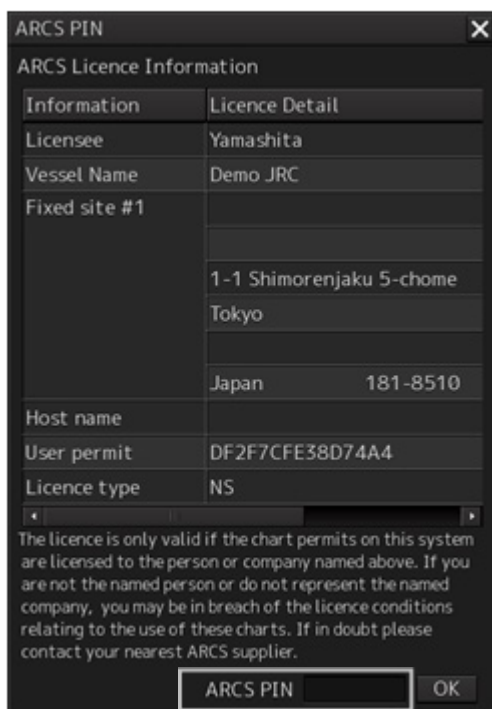 ARCS PIN
ARCS Licence Information
Information Licence Detail
Licensee Yamashita
Vessel Name Demo JRC
Fixed site #1
1-1 Shimorenjaku 5-chome
Tokyo
Japan 181-8510
Host name
User permit DF2F7CFE38D74A4
Licence type NS
The licence is only valid if the chart permits on this system
are licensed to the person or company named above. If you
are not the named person or do not represent the named
company, you may be in breach of the licence conditions
relating to the use of these charts. If in doubt please
contact your nearest ARCS supplier.
ARCS PIN OK